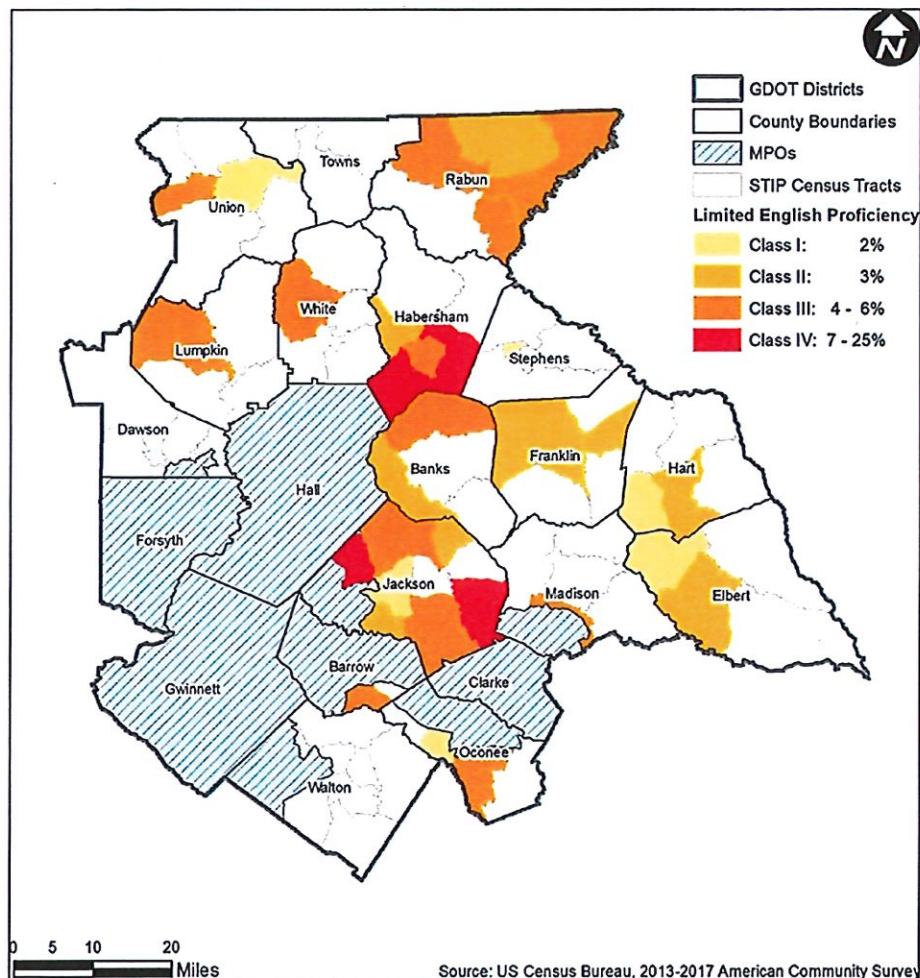 N
GDOT Districts
County Boundaries
MPOs
STIP Census Tracts
Limited English Proficiency
Class I: 2%
Class II: 3%
Class III: 4 - 6%
Class IV: 7 - 25%
Towns
Rabun
Union
White
Habersham
Lumpkin
Stephens
Dawson
Hall
Banks
Franklin
Hart
Forsyth
Jackson
Madison
Elbert
Barrow
Clarke
Gwinnett
Oconee
Walton
0 5 10 20
Miles
Source: US Census Bureau, 2013-2017 American Community Survey